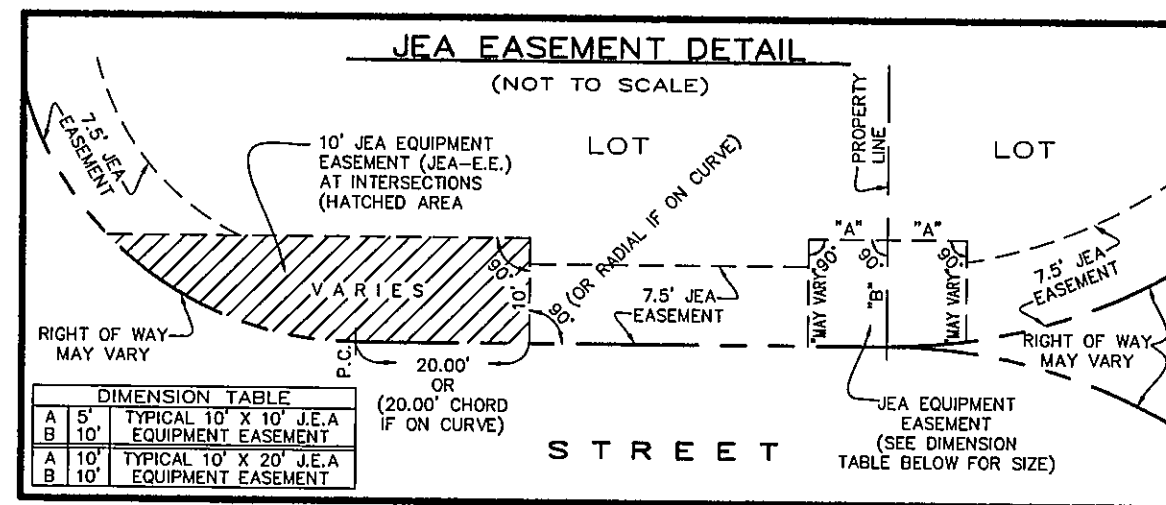 JEA EASEMENT DETAIL
(NOT TO SCALE)
7.5' JEA
EASEMENT
10' JEA EQUIPMENT
EASEMENT (JEA-E.E.)
AT INTERSECTIONS
(HATCHED AREA
LOT
PROPERTY
LINE
LOT
90° (OR RADIAL IF ON CURVE)
"A"
"A"
90°
90°
90°
90°
VARIES
10'
7.5' JEA
EASEMENT
"MAY VARY"
"B"
"MAY VARY"
7.5' JEA
EASEMENT
RIGHT OF WAY
MAY VARY
RIGHT OF WAY
MAY VARY
P.C.
20.00'
OR
(20.00' CHORD
IF ON CURVE)
JEA EQUIPMENT
EASEMENT
(SEE DIMENSION
TABLE BELOW FOR SIZE)
STREET
DIMENSION TABLE
A 5' TYPICAL 10' X 10' J.E.A
B 10' EQUIPMENT EASEMENT
A 10' TYPICAL 10' X 20' J.E.A
B 10' EQUIPMENT EASEMENT